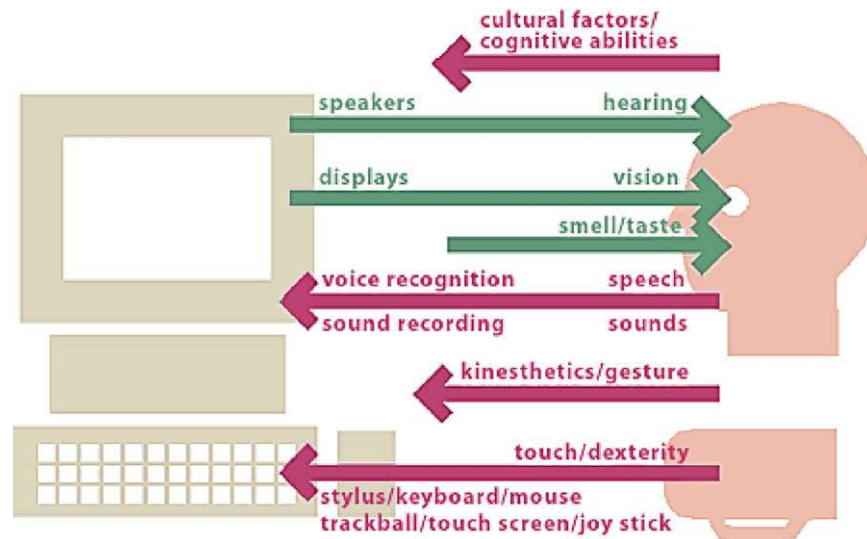 cultural factors/
cognitive abilities
speakers hearing
displays vision
smell/taste
voice recognition speech
sound recording sounds
kinesthetics/gesture
touch/dexterity
stylus/keyboard/mouse
trackball/touch screen/joy stick